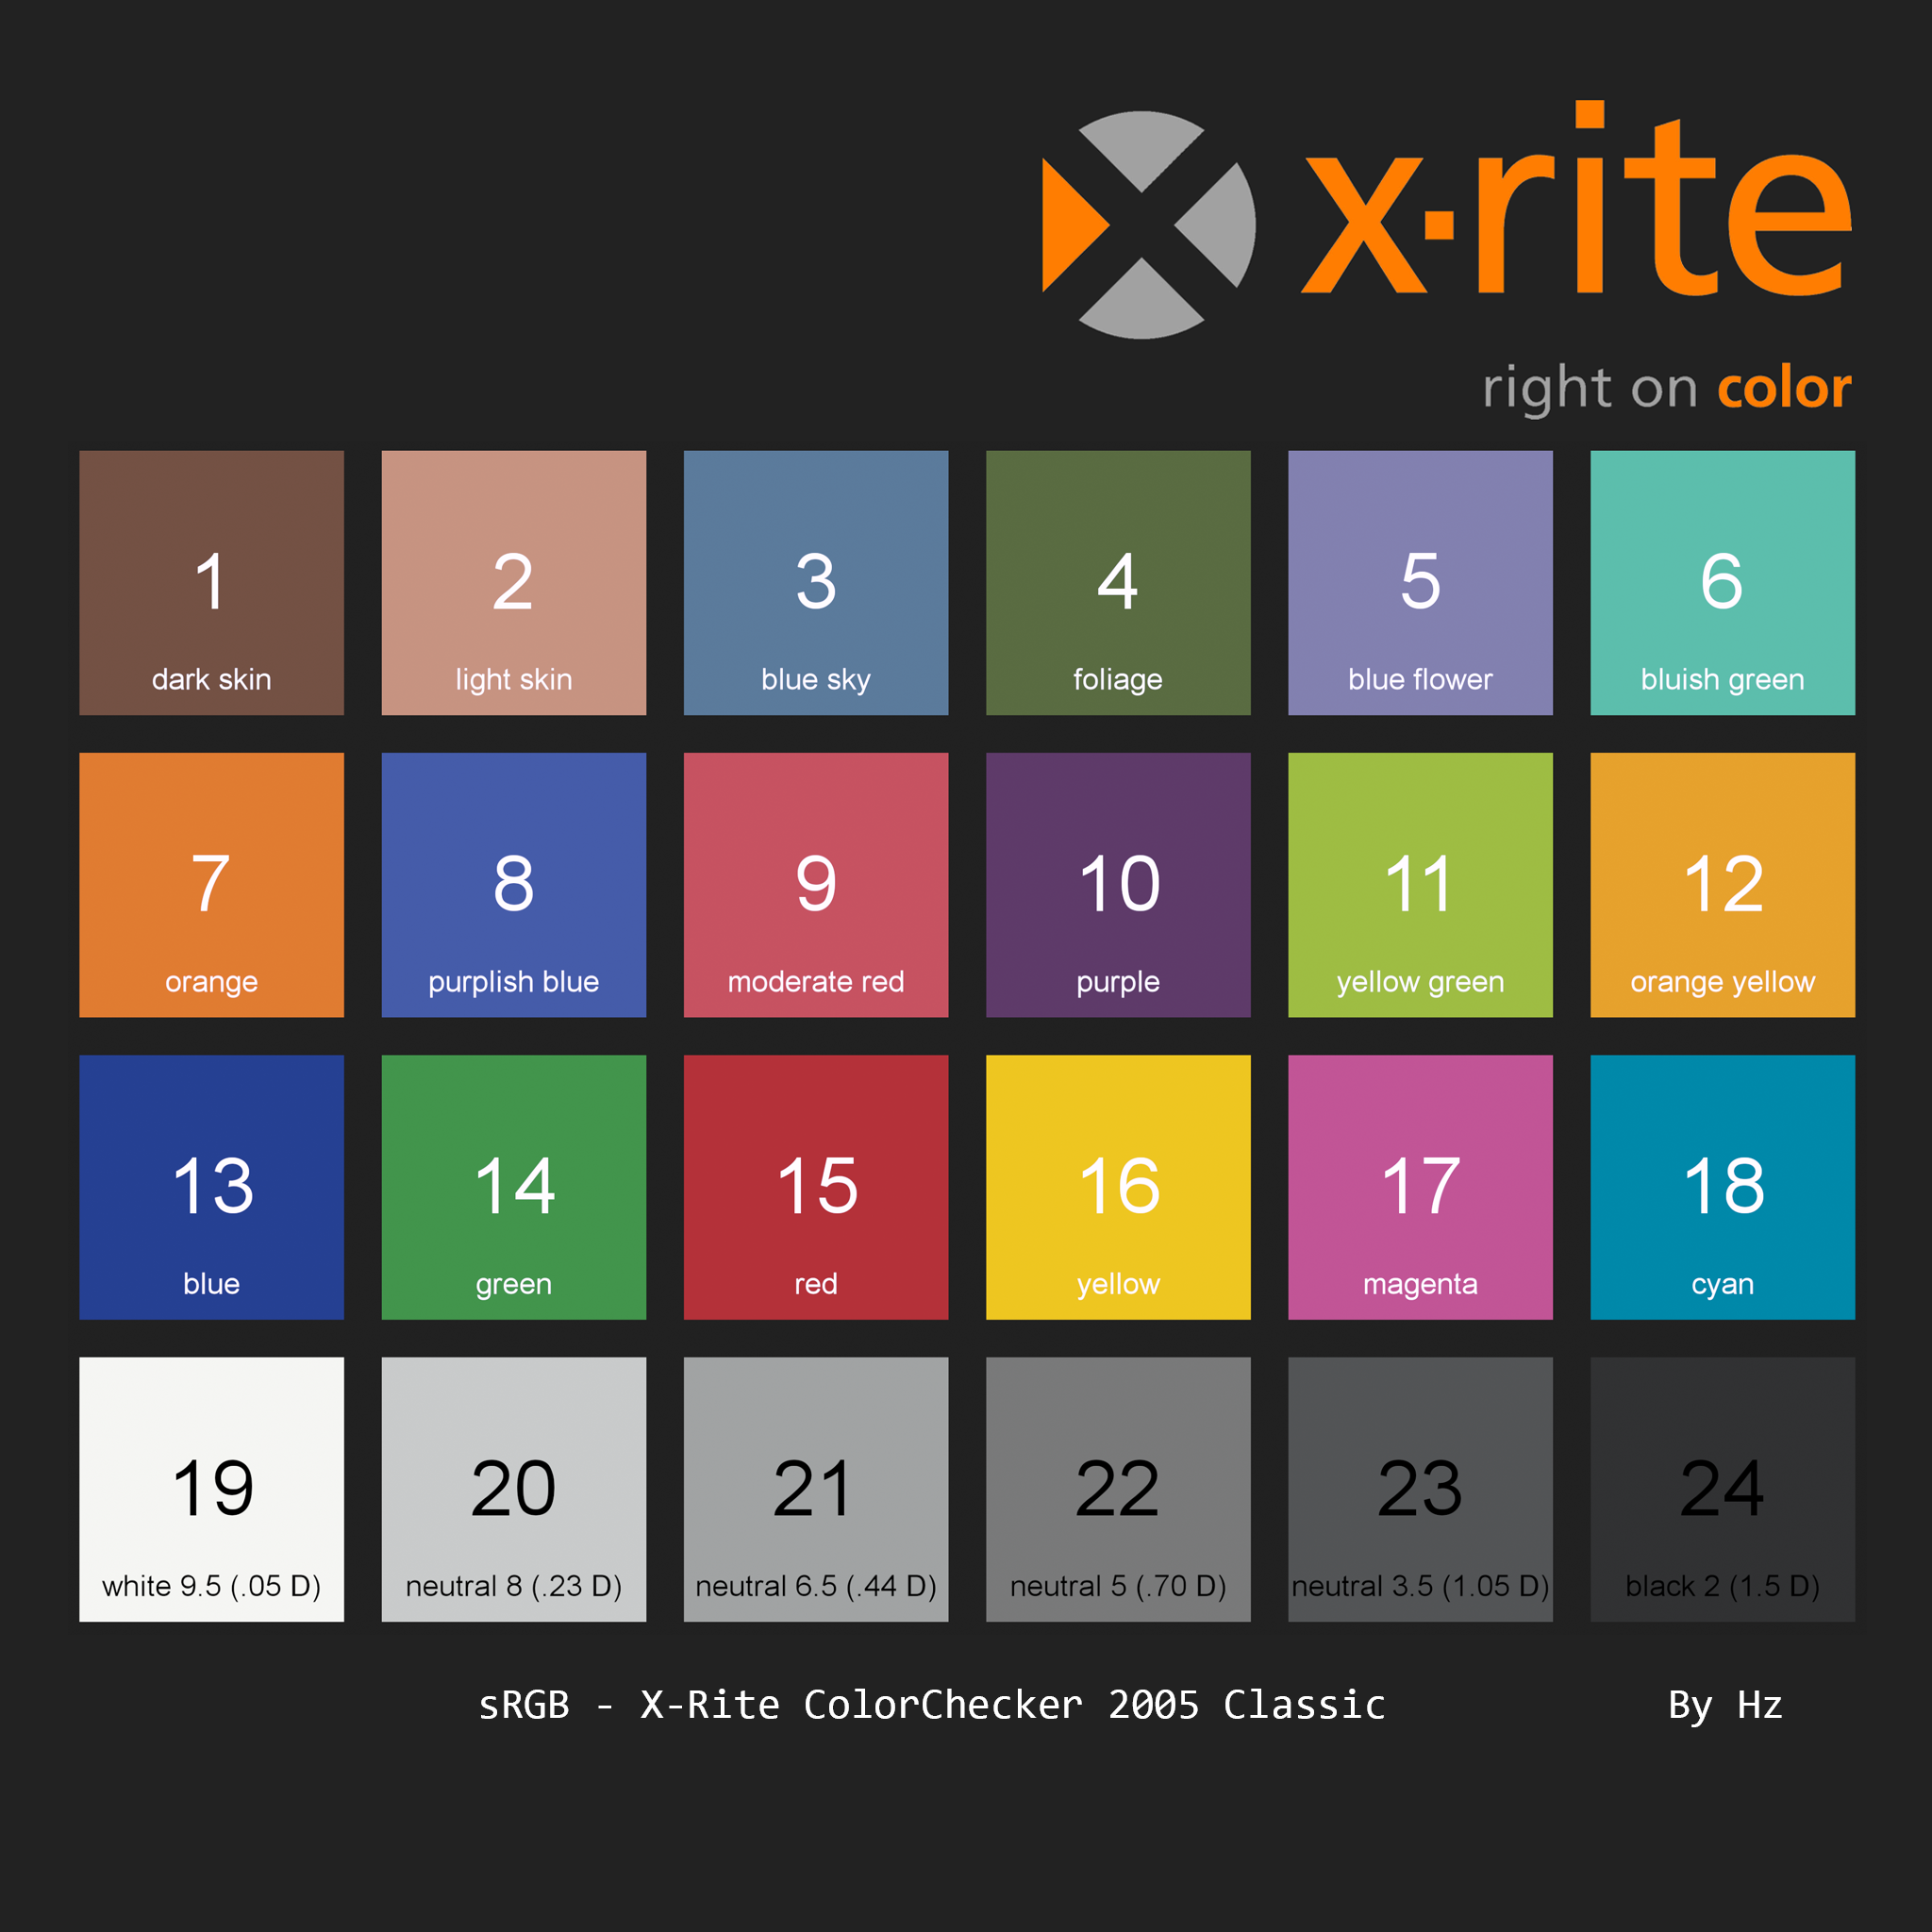 x·rite
right on color
1 2 3 4 5 6
dark skin light skin blue sky foliage blue flower bluish green
7 8 9 10 11 12
orange purplish blue moderate red purple yellow green orange yellow
13 14 15 16 17 18
blue green red yellow magenta cyan
19 20 21 22 23 24
white 9.5 (.05 D) neutral 8 (.23 D) neutral 6.5 (.44 D) neutral 5 (.70 D) neutral 3.5 (1.05 D) black 2 (1.5 D)
sRGB - X-Rite ColorChecker 2005 Classic By Hz